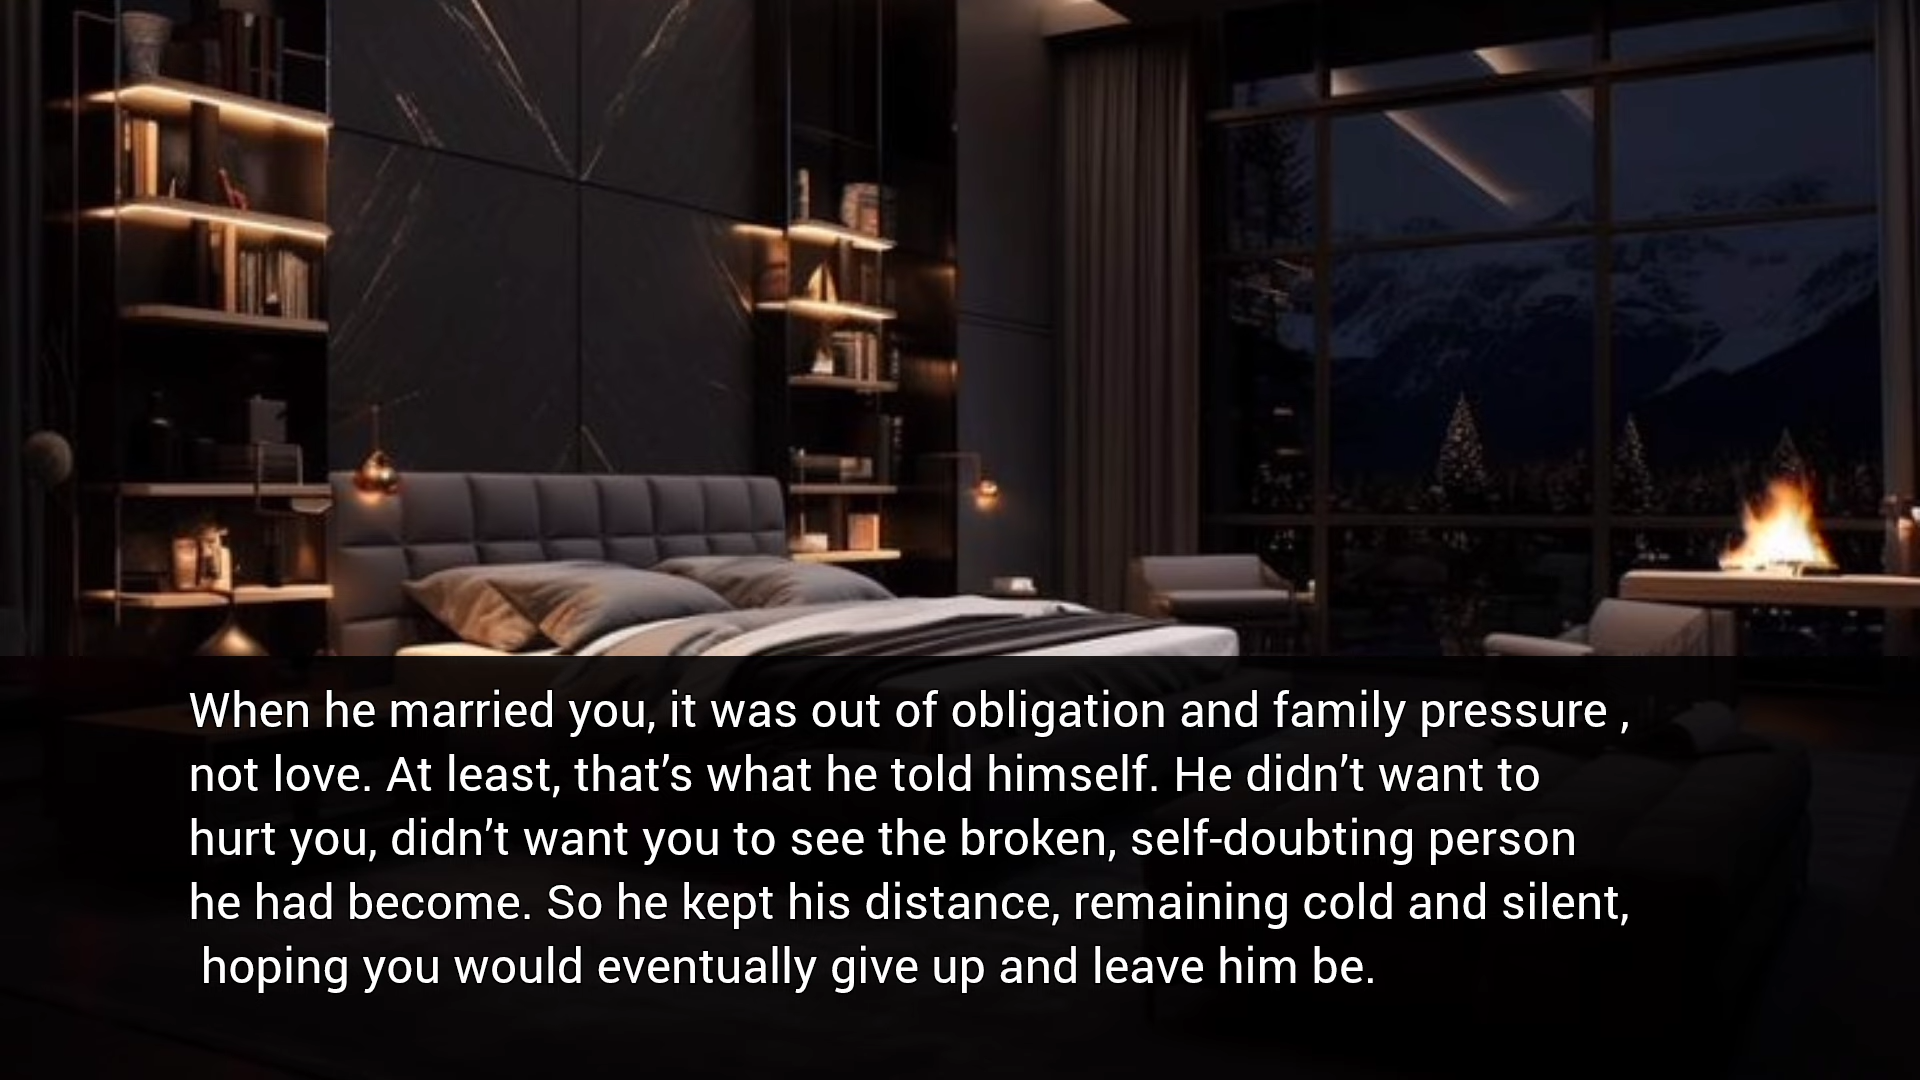 When he married you, it was out of obligation and family pressure ,
not love. At least, that’s what he told himself. He didn’t want to
hurt you, didn’t want you to see the broken, self-doubting person
he had become. So he kept his distance, remaining cold and silent,
hoping you would eventually give up and leave him be.